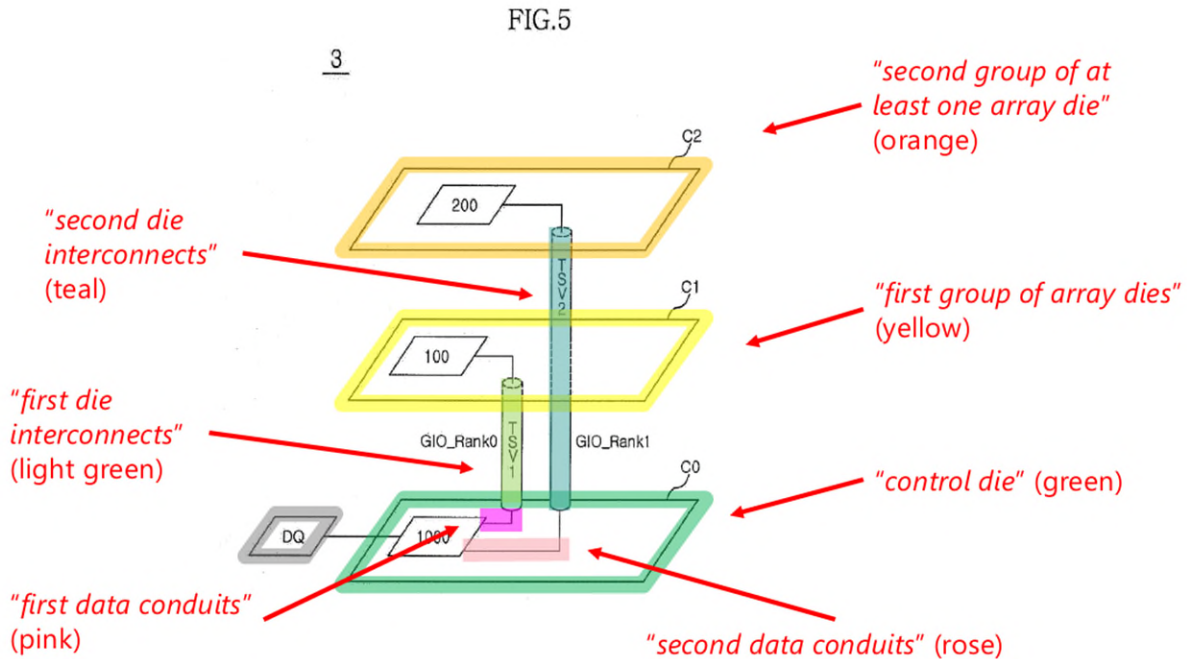 FIG.5
3
"second group of at
least one array die"
(orange)
C2
200
"second die
interconnects"
(teal)
TSV2
C1
"first group of array dies"
(yellow)
100
"first die
interconnects"
(light green)
GIO_Rank0
TSV1
GIO_Rank1
C0
"control die" (green)
DQ
1000
"first data conduits"
(pink)
"second data conduits" (rose)